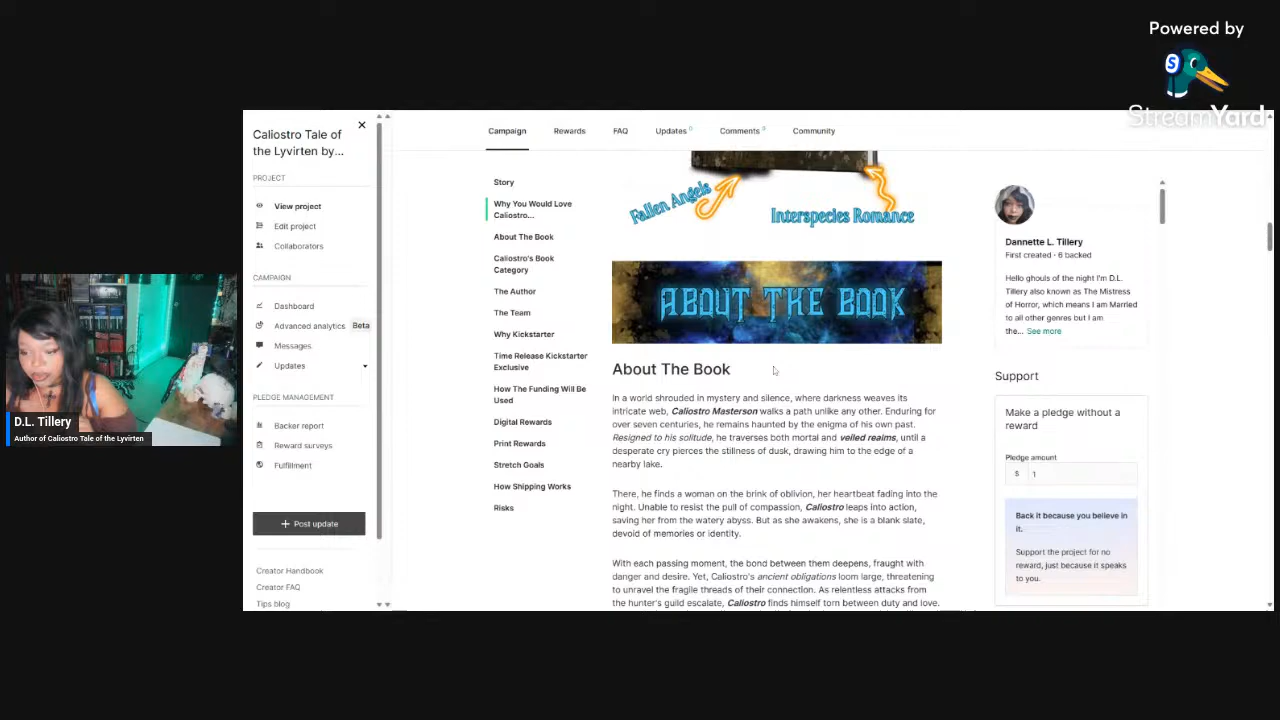 Powered by
StreamYard
Caliostro Tale of
the Lyvirten by...
PROJECT
View project
Edit project
Collaborators
CAMPAIGN
Dashboard
Advanced analytics Beta
Messages
Updates
PLEDGE MANAGEMENT
Backer report
Reward surveys
Fulfillment
+ Post update
Creator Handbook
Creator FAQ
Tips blog
Campaign Rewards FAQ Updates 0 Comments Community
Story
Why You Would Love
Caliostro...
About The Book
Caliostro's Book
Category
The Author
The Team
Why Kickstarter
Time Release Kickstarter
Exclusive
How The Funding Will Be
Used
Digital Rewards
Print Rewards
Stretch Goals
How Shipping Works
Risks
Fallen Angels
Interspecies Romance
ABOUT THE BOOK
About The Book
In a world shrouded in mystery and silence, where darkness weaves its
intricate web, Caliostro Masterson walks a path unlike any other. Enduring for
over seven centuries, he remains haunted by the enigma of his own past.
Resigned to his solitude, he traverses both mortal and veiled realms, until a
desperate cry pierces the stillness of dusk, drawing him to the edge of a
nearby lake.
There, he finds a woman on the brink of oblivion, her heartbeat fading into the
night. Unable to resist the pull of compassion, Caliostro leaps into action,
saving her from the watery abyss. But as she awakens, she is a blank slate,
devoid of memories or identity.
With each passing moment, the bond between them deepens, fraught with
danger and desire. Yet, Caliostro's ancient obligations loom large, threatening
to unravel the fragile threads of their connection. As relentless attacks from
the hunter's guild escalate, Caliostro finds himself torn between duty and love.
Dannette L. Tillery
First created · 6 backed
Hello ghouls of the night I'm D.L.
Tillery also known as The Mistress
of Horror, which means I am Married
to all other genres but I am
the... See more
Support
Make a pledge without a
reward
Pledge amount
$ 1
Back it because you believe in
it.
Support the project for no
reward, just because it speaks
to you.
D.L. Tillery
Author of Caliostro Tale of the Lyvirten